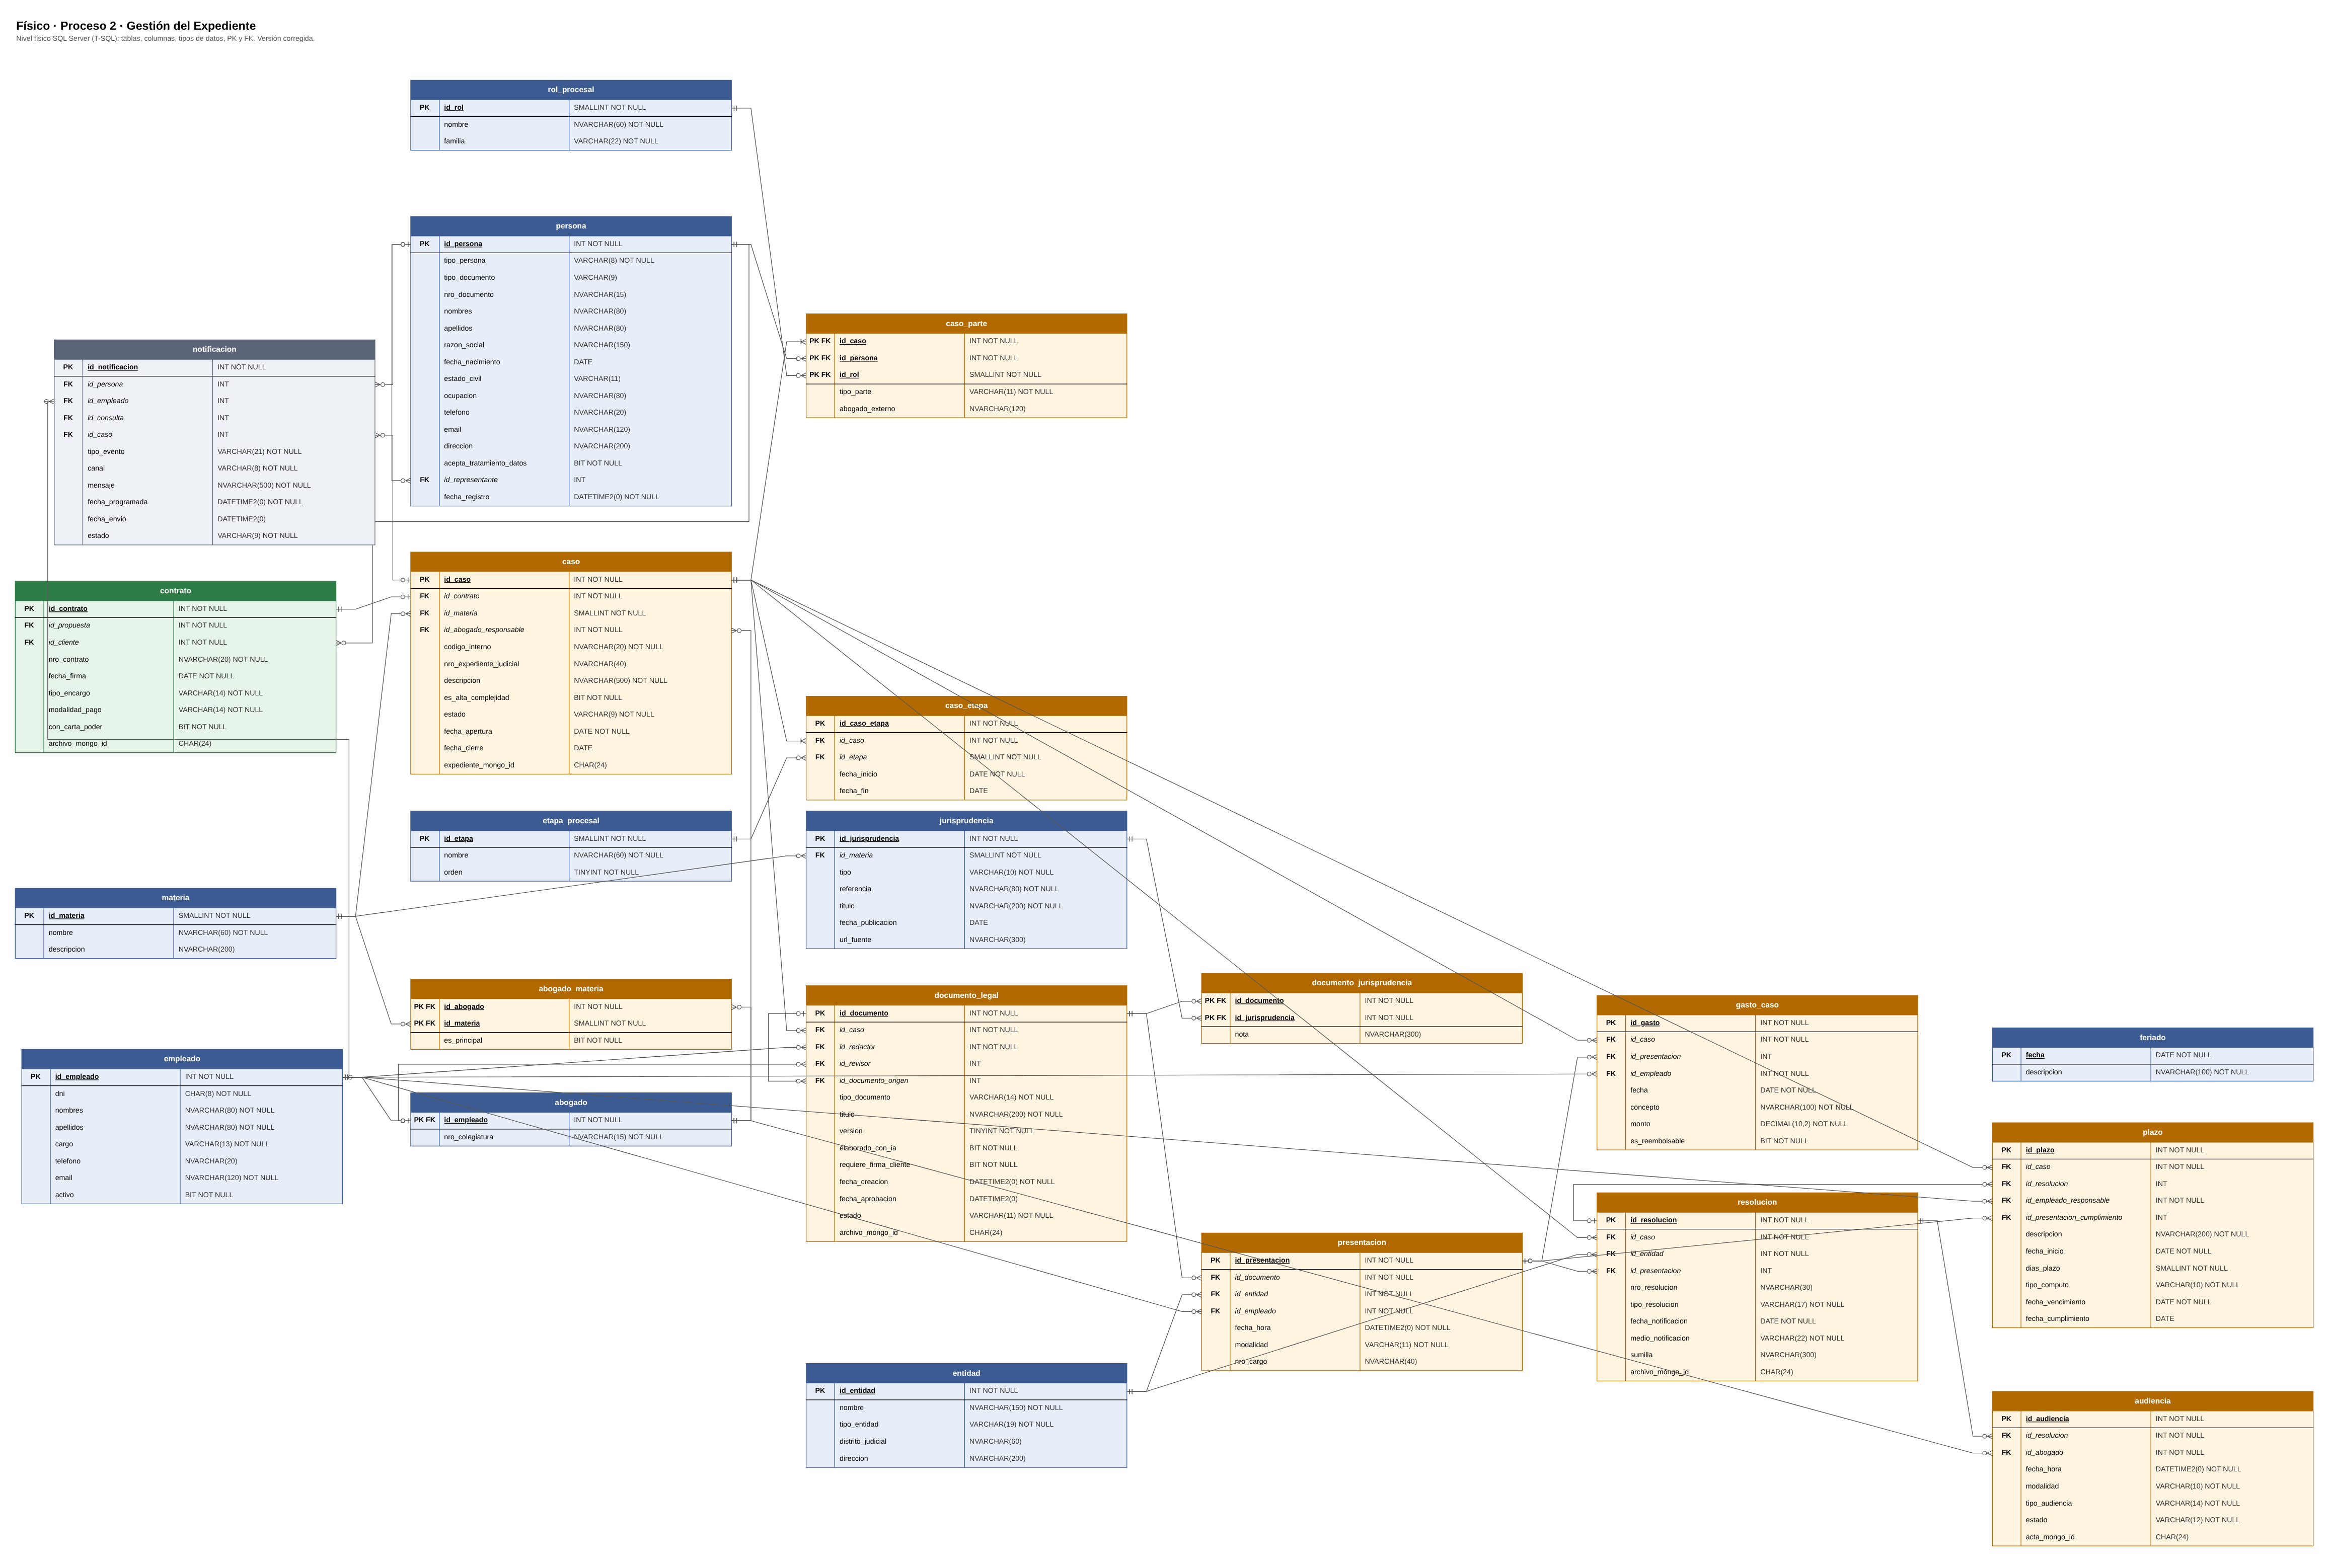 Físico · Proceso 2 · Gestión del Expediente
Nivel físico SQL Server (T-SQL): tablas, columnas, tipos de datos, PK y FK. Versión corregida.
rol_procesal
PK id_rol SMALLINT NOT NULL
nombre NVARCHAR(60) NOT NULL
familia VARCHAR(22) NOT NULL
persona
PK id_persona INT NOT NULL
tipo_persona VARCHAR(8) NOT NULL
tipo_documento VARCHAR(9)
nro_documento NVARCHAR(15)
nombres NVARCHAR(80)
apellidos NVARCHAR(80)
razon_social NVARCHAR(150)
fecha_nacimiento DATE
estado_civil VARCHAR(11)
ocupacion NVARCHAR(80)
telefono NVARCHAR(20)
email NVARCHAR(120)
direccion NVARCHAR(200)
acepta_tratamiento_datos BIT NOT NULL
FK id_representante INT
fecha_registro DATETIME2(0) NOT NULL
caso_parte
PK FK id_caso INT NOT NULL
PK FK id_persona INT NOT NULL
PK FK id_rol SMALLINT NOT NULL
tipo_parte VARCHAR(11) NOT NULL
abogado_externo NVARCHAR(120)
notificacion
PK id_notificacion INT NOT NULL
FK id_persona INT
FK id_empleado INT
FK id_consulta INT
FK id_caso INT
tipo_evento VARCHAR(21) NOT NULL
canal VARCHAR(8) NOT NULL
mensaje NVARCHAR(500) NOT NULL
fecha_programada DATETIME2(0) NOT NULL
fecha_envio DATETIME2(0)
estado VARCHAR(9) NOT NULL
contrato
PK id_contrato INT NOT NULL
FK id_propuesta INT NOT NULL
FK id_cliente INT NOT NULL
nro_contrato NVARCHAR(20) NOT NULL
fecha_firma DATE NOT NULL
tipo_encargo VARCHAR(14) NOT NULL
modalidad_pago VARCHAR(14) NOT NULL
con_carta_poder BIT NOT NULL
archivo_mongo_id CHAR(24)
caso
PK id_caso INT NOT NULL
FK id_contrato INT NOT NULL
FK id_materia SMALLINT NOT NULL
FK id_abogado_responsable INT NOT NULL
codigo_interno NVARCHAR(20) NOT NULL
nro_expediente_judicial NVARCHAR(40)
descripcion NVARCHAR(500) NOT NULL
es_alta_complejidad BIT NOT NULL
estado VARCHAR(9) NOT NULL
fecha_apertura DATE NOT NULL
fecha_cierre DATE
expediente_mongo_id CHAR(24)
caso_etapa
PK id_caso_etapa INT NOT NULL
FK id_caso INT NOT NULL
FK id_etapa SMALLINT NOT NULL
fecha_inicio DATE NOT NULL
fecha_fin DATE
etapa_procesal
PK id_etapa SMALLINT NOT NULL
nombre NVARCHAR(60) NOT NULL
orden TINYINT NOT NULL
jurisprudencia
PK id_jurisprudencia INT NOT NULL
FK id_materia SMALLINT NOT NULL
tipo VARCHAR(10) NOT NULL
referencia NVARCHAR(80) NOT NULL
titulo NVARCHAR(200) NOT NULL
fecha_publicacion DATE
url_fuente NVARCHAR(300)
materia
PK id_materia SMALLINT NOT NULL
nombre NVARCHAR(60) NOT NULL
descripcion NVARCHAR(200)
abogado_materia
PK FK id_abogado INT NOT NULL
PK FK id_materia SMALLINT NOT NULL
es_principal BIT NOT NULL
documento_legal
PK id_documento INT NOT NULL
FK id_caso INT NOT NULL
FK id_redactor INT NOT NULL
FK id_revisor INT
FK id_documento_origen INT
tipo_documento VARCHAR(14) NOT NULL
titulo NVARCHAR(200) NOT NULL
version TINYINT NOT NULL
elaborado_con_ia BIT NOT NULL
requiere_firma_cliente BIT NOT NULL
fecha_creacion DATETIME2(0) NOT NULL
fecha_aprobacion DATETIME2(0)
estado VARCHAR(11) NOT NULL
archivo_mongo_id CHAR(24)
documento_jurisprudencia
PK FK id_documento INT NOT NULL
PK FK id_jurisprudencia INT NOT NULL
nota NVARCHAR(300)
gasto_caso
PK id_gasto INT NOT NULL
FK id_caso INT NOT NULL
FK id_presentacion INT
FK id_empleado INT NOT NULL
fecha DATE NOT NULL
concepto NVARCHAR(100) NOT NULL
monto DECIMAL(10,2) NOT NULL
es_reembolsable BIT NOT NULL
feriado
PK fecha DATE NOT NULL
descripcion NVARCHAR(100) NOT NULL
empleado
PK id_empleado INT NOT NULL
dni CHAR(8) NOT NULL
nombres NVARCHAR(80) NOT NULL
apellidos NVARCHAR(80) NOT NULL
cargo VARCHAR(13) NOT NULL
telefono NVARCHAR(20)
email NVARCHAR(120) NOT NULL
activo BIT NOT NULL
abogado
PK FK id_empleado INT NOT NULL
nro_colegiatura NVARCHAR(15) NOT NULL
plazo
PK id_plazo INT NOT NULL
FK id_caso INT NOT NULL
FK id_resolucion INT
FK id_empleado_responsable INT NOT NULL
FK id_presentacion_cumplimiento INT
descripcion NVARCHAR(200) NOT NULL
fecha_inicio DATE NOT NULL
dias_plazo SMALLINT NOT NULL
tipo_computo VARCHAR(10) NOT NULL
fecha_vencimiento DATE NOT NULL
fecha_cumplimiento DATE
resolucion
PK id_resolucion INT NOT NULL
FK id_caso INT NOT NULL
FK id_entidad INT NOT NULL
FK id_presentacion INT
nro_resolucion NVARCHAR(30)
tipo_resolucion VARCHAR(17) NOT NULL
fecha_notificacion DATE NOT NULL
medio_notificacion VARCHAR(22) NOT NULL
sumilla NVARCHAR(300)
archivo_mongo_id CHAR(24)
presentacion
PK id_presentacion INT NOT NULL
FK id_documento INT NOT NULL
FK id_entidad INT NOT NULL
FK id_empleado INT NOT NULL
fecha_hora DATETIME2(0) NOT NULL
modalidad VARCHAR(11) NOT NULL
nro_cargo NVARCHAR(40)
entidad
PK id_entidad INT NOT NULL
nombre NVARCHAR(150) NOT NULL
tipo_entidad VARCHAR(19) NOT NULL
distrito_judicial NVARCHAR(60)
direccion NVARCHAR(200)
audiencia
PK id_audiencia INT NOT NULL
FK id_resolucion INT NOT NULL
FK id_abogado INT NOT NULL
fecha_hora DATETIME2(0) NOT NULL
modalidad VARCHAR(10) NOT NULL
tipo_audiencia VARCHAR(14) NOT NULL
estado VARCHAR(12) NOT NULL
acta_mongo_id CHAR(24)